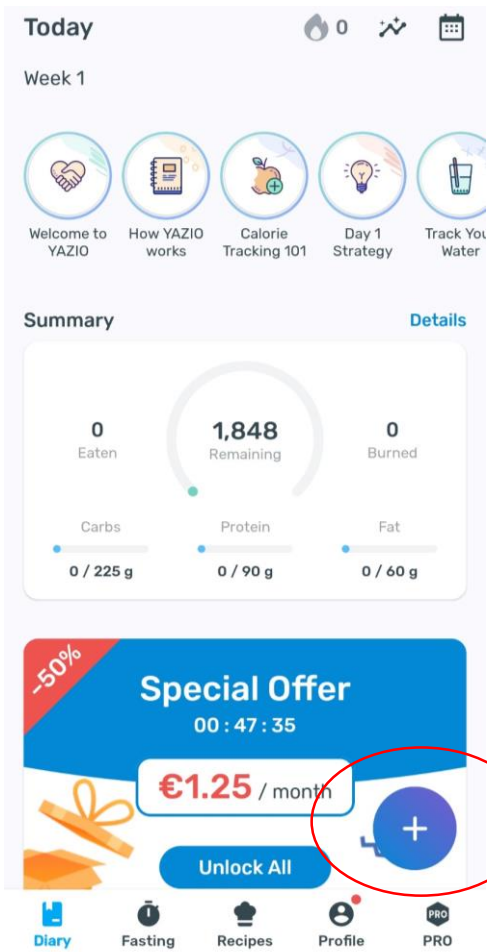 Today
0
Week 1
Welcome to
YAZIO
How YAZIO
works
Calorie
Tracking 101
Day 1
Strategy
Track You
Water
Summary
Details
0
Eaten
1,848
Remaining
0
Burned
Carbs
Protein
Fat
0 / 225 g
0 / 90 g
0 / 60 g
-50%
Special Offer
00 : 47 : 35
€1.25 / month
+
Unlock All
Diary
Fasting
Recipes
Profile
PRO
PRO